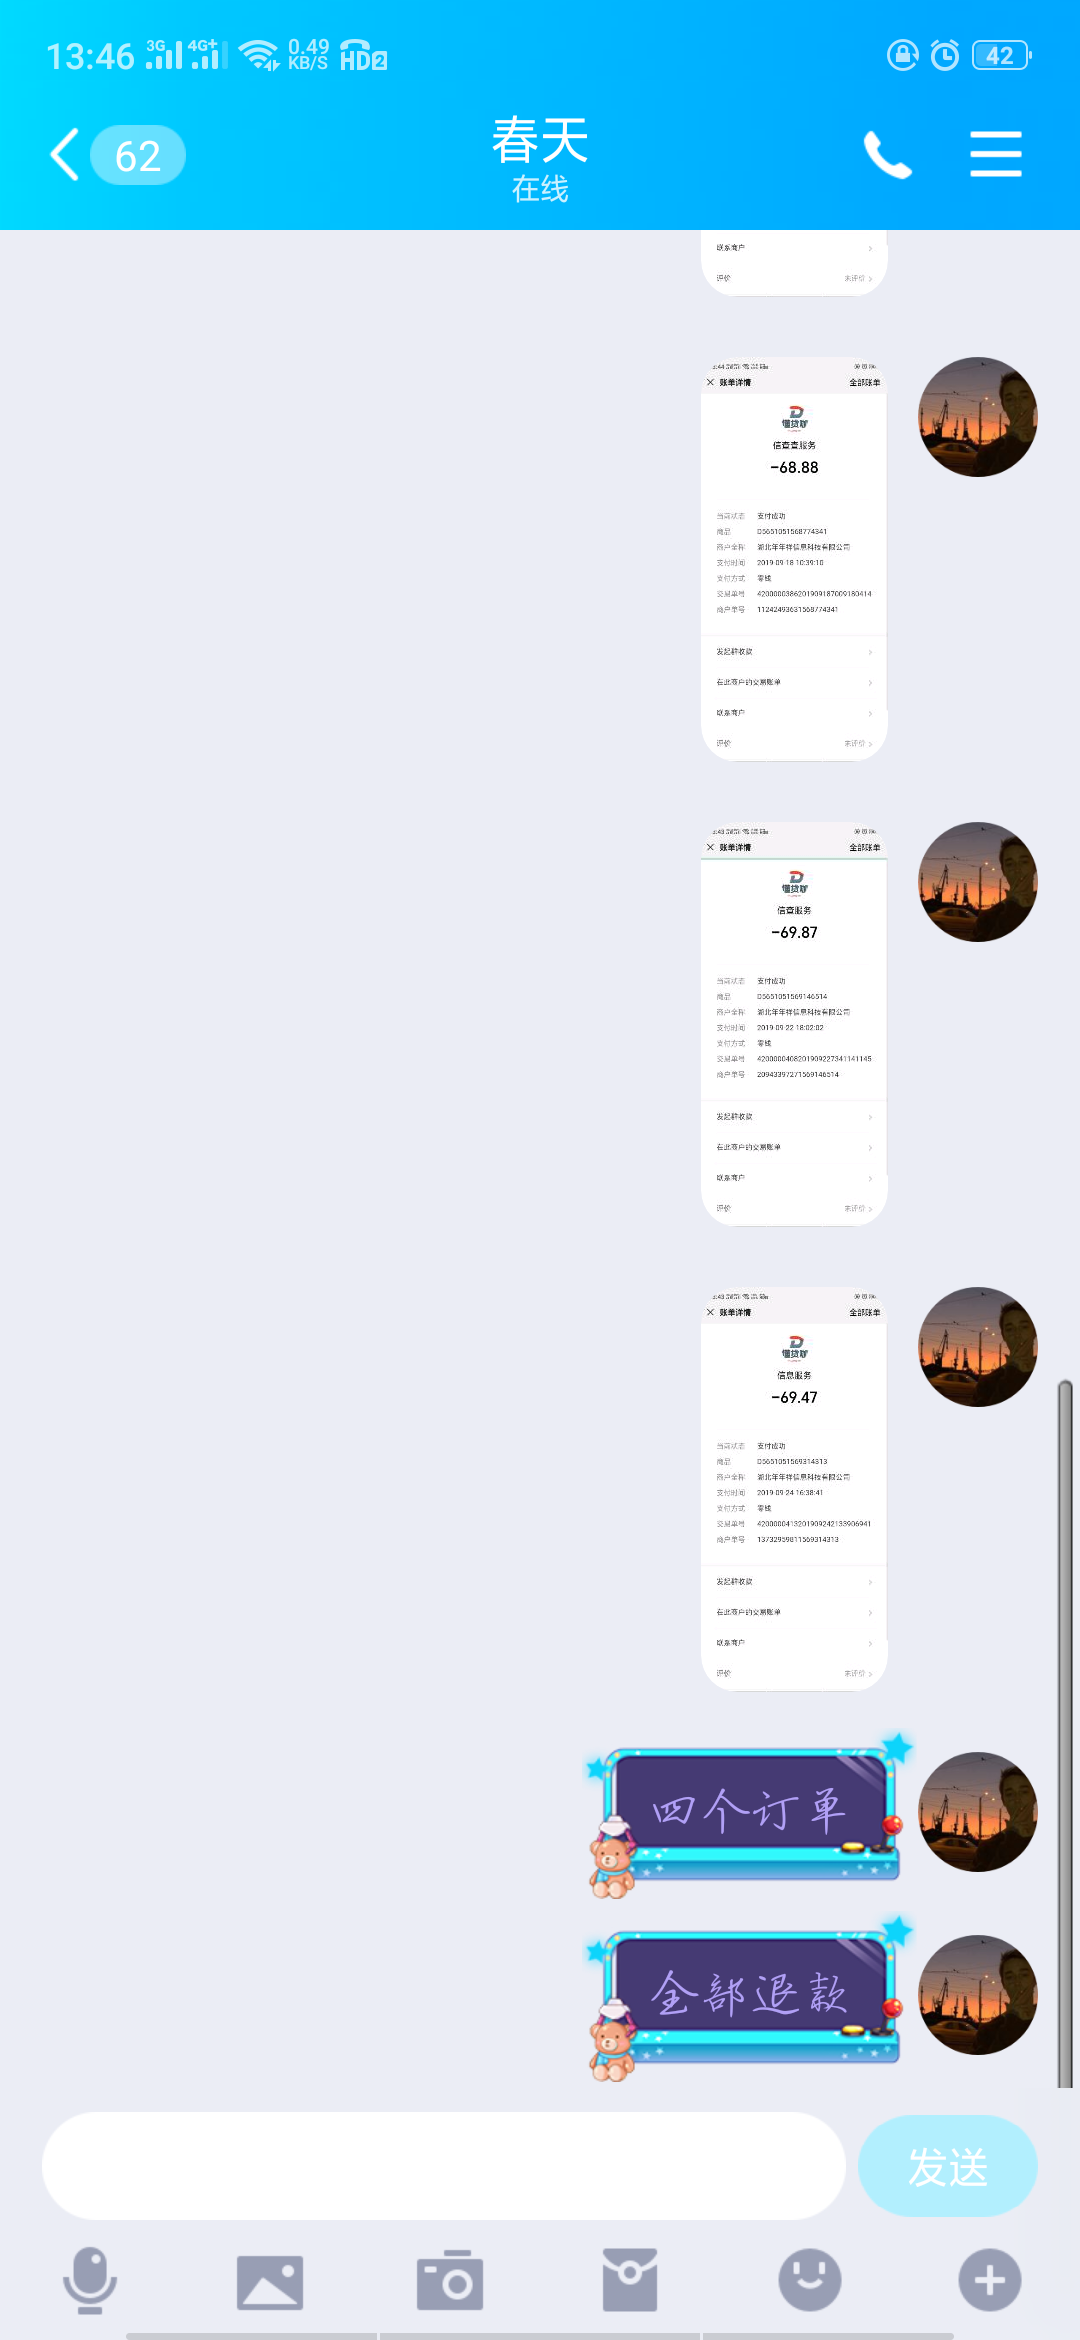 13:46 3G 4G+ 0.49 KB/S HD2 42
62
春天
在线
联系商户
评价 未评价
账单详情 全部账单
懂贷咖
信查查服务
-68.88
当前状态 支付成功
商品 D5651051568774341
商户全称 湖北年年祥信息科技有限公司
支付时间 2019-09-18 10:39:10
支付方式 零钱
交易单号 4200000386201909187009180414
商户单号 11242493631568774341
发起群收款
在此商户的交易账单
联系商户
评价 未评价
账单详情 全部账单
懂贷咖
信查服务
-69.87
当前状态 支付成功
商品 D5651051569146514
商户全称 湖北年年祥信息科技有限公司
支付时间 2019-09-22 18:02:02
支付方式 零钱
交易单号 4200000408201909227341141145
商户单号 20943397271569146514
发起群收款
在此商户的交易账单
联系商户
评价 未评价
账单详情 全部账单
懂贷咖
信息服务
-69.47
当前状态 支付成功
商品 D5651051569314313
商户全称 湖北年年祥信息科技有限公司
支付时间 2019-09-24 16:38:41
支付方式 零钱
交易单号 4200000413201909242133906941
商户单号 13732959811569314313
发起群收款
在此商户的交易账单
联系商户
评价 未评价
四个订单
全部退款
发送